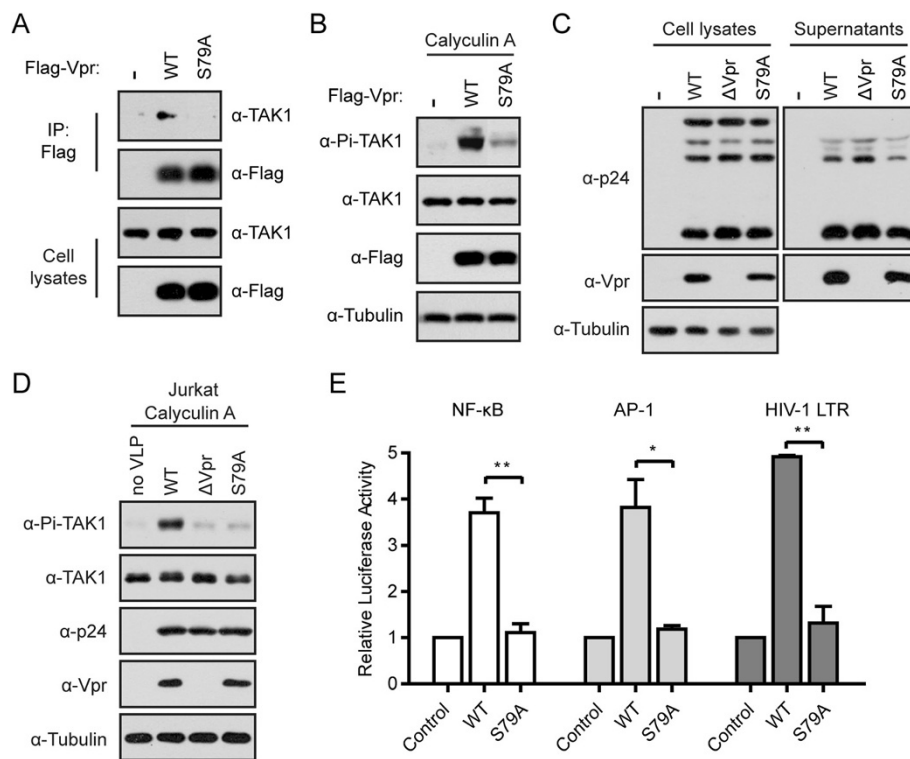 A
Flag-Vpr:
-
WT
S79A
IP:
Flag
α-TAK1
α-Flag
Cell
lysates
α-TAK1
α-Flag
B
Calyculin A
Flag-Vpr:
-
WT
S79A
α-Pi-TAK1
α-TAK1
α-Flag
α-Tubulin
C
Cell lysates
Supernatants
-
WT
ΔVpr
S79A
-
WT
ΔVpr
S79A
α-p24
α-Vpr
α-Tubulin
D
Jurkat
Calyculin A
no VLP
WT
ΔVpr
S79A
α-Pi-TAK1
α-TAK1
α-p24
α-Vpr
α-Tubulin
E
NF-κB
AP-1
HIV-1 LTR
Relative Luciferase Activity
5
4
3
2
1
0
**
*
**
Control
WT
S79A
Control
WT
S79A
Control
WT
S79A